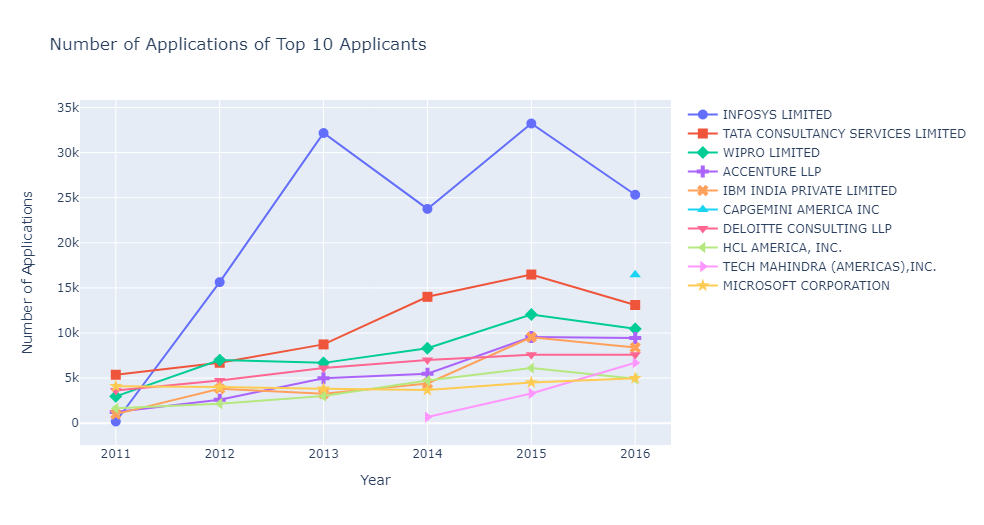 Number of Applications of Top 10 Applicants
35k
30k
25k
20k
15k
10k
5k
0
Number of Applications
2011 2012 2013 2014 2015 2016
Year
INFOSYS LIMITED
TATA CONSULTANCY SERVICES LIMITED
WIPRO LIMITED
ACCENTURE LLP
IBM INDIA PRIVATE LIMITED
CAPGEMINI AMERICA INC
DELOITTE CONSULTING LLP
HCL AMERICA, INC.
TECH MAHINDRA (AMERICAS),INC.
MICROSOFT CORPORATION